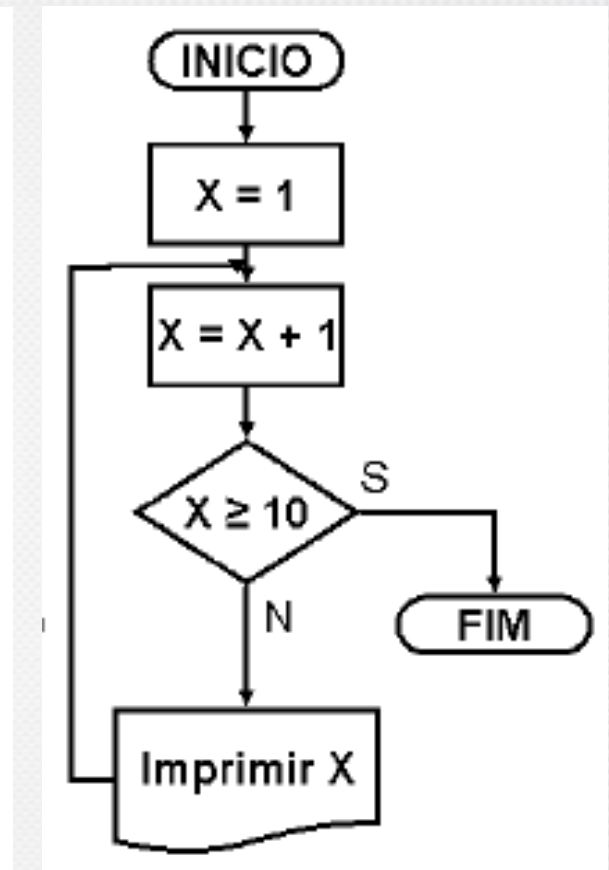 INICIO
X = 1
X = X + 1
X ≥ 10
S
FIM
N
Imprimir X